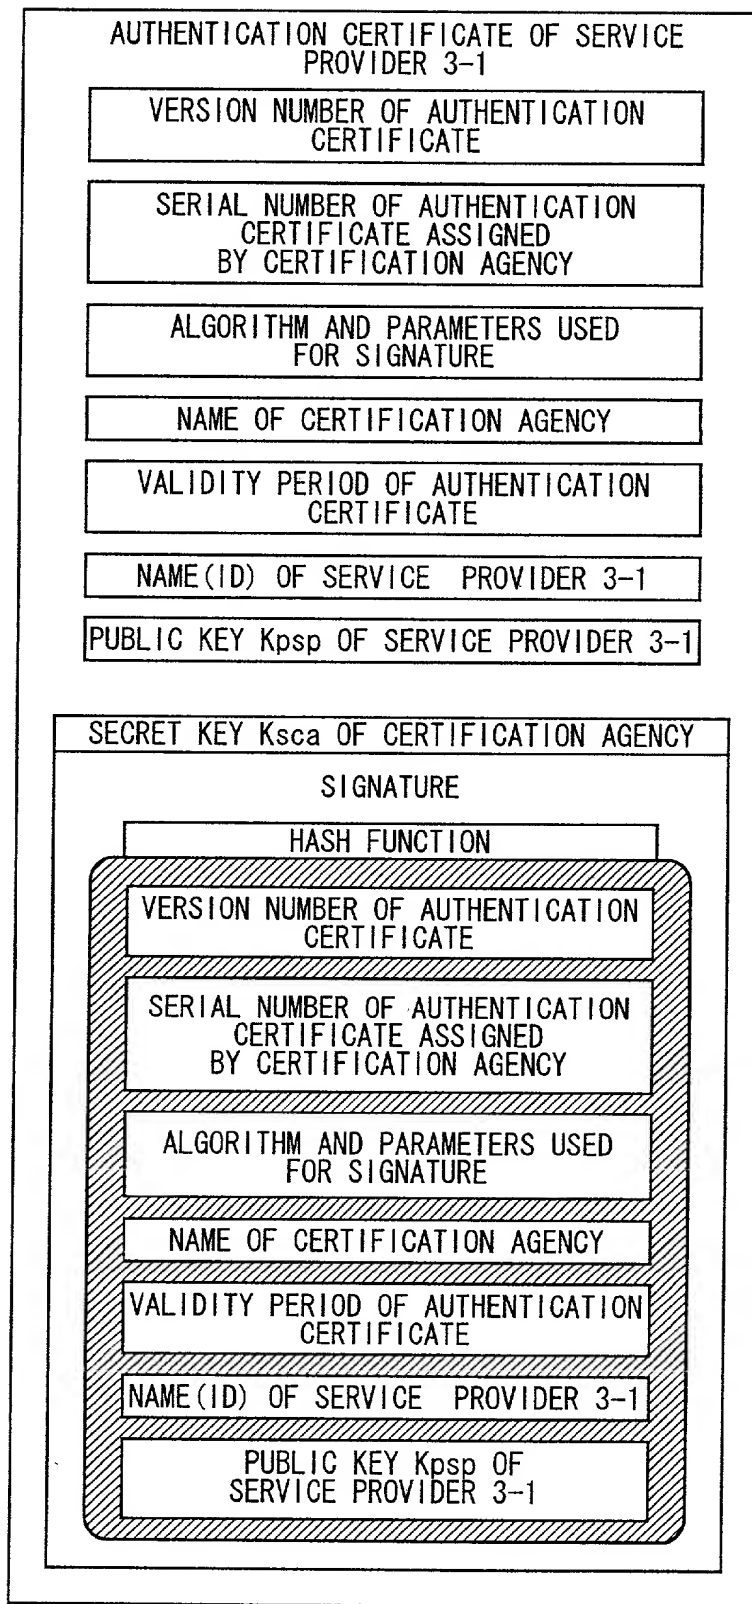 AUTHENTICATION CERTIFICATE OF SERVICE
PROVIDER 3-1
VERSION NUMBER OF AUTHENTICATION
CERTIFICATE
SERIAL NUMBER OF AUTHENTICATION
CERTIFICATE ASSIGNED
BY CERTIFICATION AGENCY
ALGORITHM AND PARAMETERS USED
FOR SIGNATURE
NAME OF CERTIFICATION AGENCY
VALIDITY PERIOD OF AUTHENTICATION
CERTIFICATE
NAME(ID) OF SERVICE PROVIDER 3-1
PUBLIC KEY Kpsp OF SERVICE PROVIDER 3-1
SECRET KEY Ksca OF CERTIFICATION AGENCY
SIGNATURE
HASH FUNCTION
VERSION NUMBER OF AUTHENTICATION
CERTIFICATE
SERIAL NUMBER OF AUTHENTICATION
CERTIFICATE ASSIGNED
BY CERTIFICATION AGENCY
ALGORITHM AND PARAMETERS USED
FOR SIGNATURE
NAME OF CERTIFICATION AGENCY
VALIDITY PERIOD OF AUTHENTICATION
CERTIFICATE
NAME(ID) OF SERVICE PROVIDER 3-1
PUBLIC KEY Kpsp OF
SERVICE PROVIDER 3-1